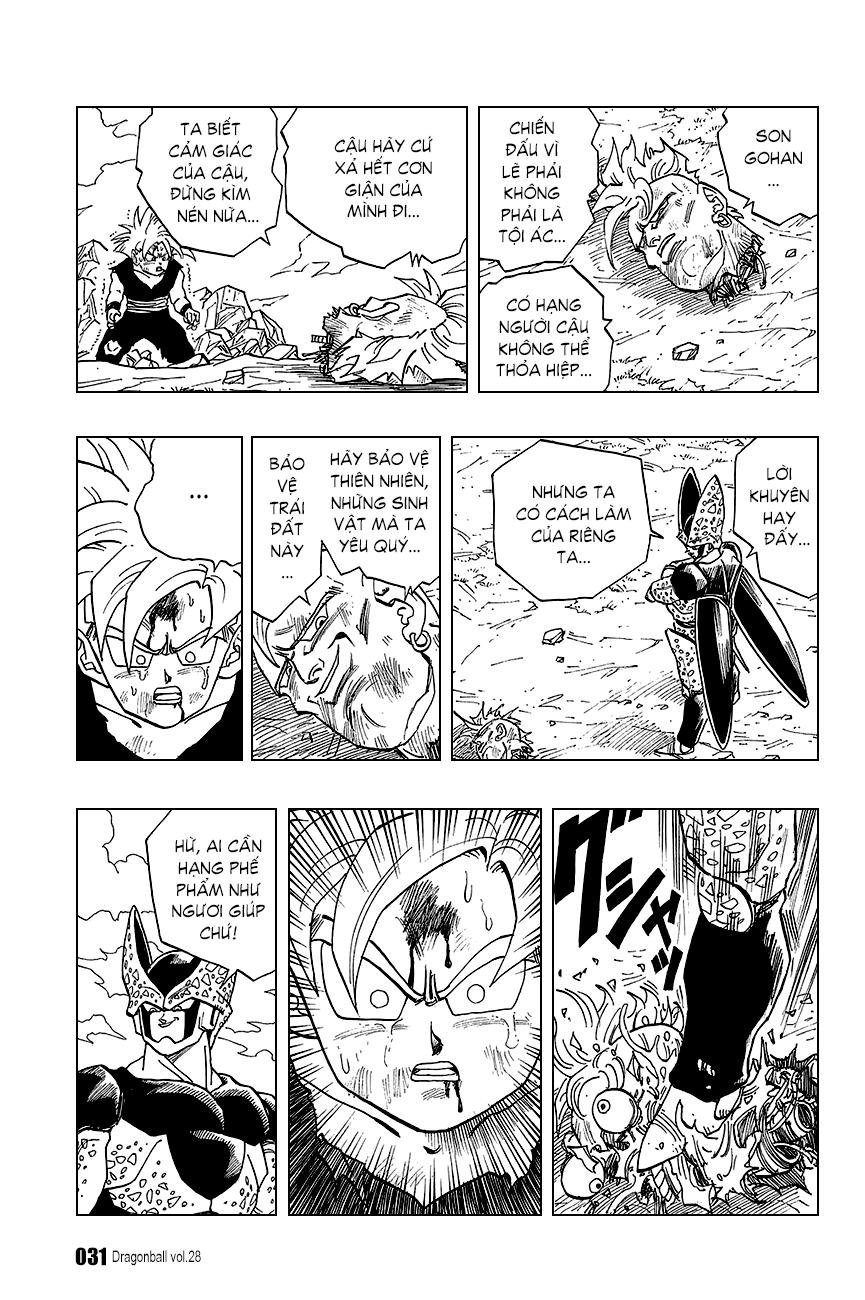 SON
GOHAN
...
CHIẾN
ĐẤU VÌ
LẼ PHẢI
KHÔNG
PHẢI LÀ
TỘI ÁC...
CÓ HẠNG
NGƯỜI CẬU
KHÔNG THỂ
THỎA HIỆP...
CẬU HÃY CỨ
XẢ HẾT CƠN
GIẬN CỦA
MÌNH ĐI...
TA BIẾT
CẢM GIÁC
CỦA CẬU,
ĐỪNG KÌM
NÉN NỮA...
LỜI
KHUYÊN
HAY
ĐẤY...
NHƯNG TA
CÓ CÁCH LÀM
CỦA RIÊNG
TA...
HÃY BẢO VỆ
THIÊN NHIÊN,
NHỮNG SINH
VẬT MÀ TA
YÊU QUÝ...
BẢO
VỆ
TRÁI
ĐẤT
NÀY
...
...
グシャッ
HỪ, AI CẦN
HẠNG PHẾ
PHẨM NHƯ
NGƯƠI GIÚP
CHỨ!
031 Dragonball vol.28